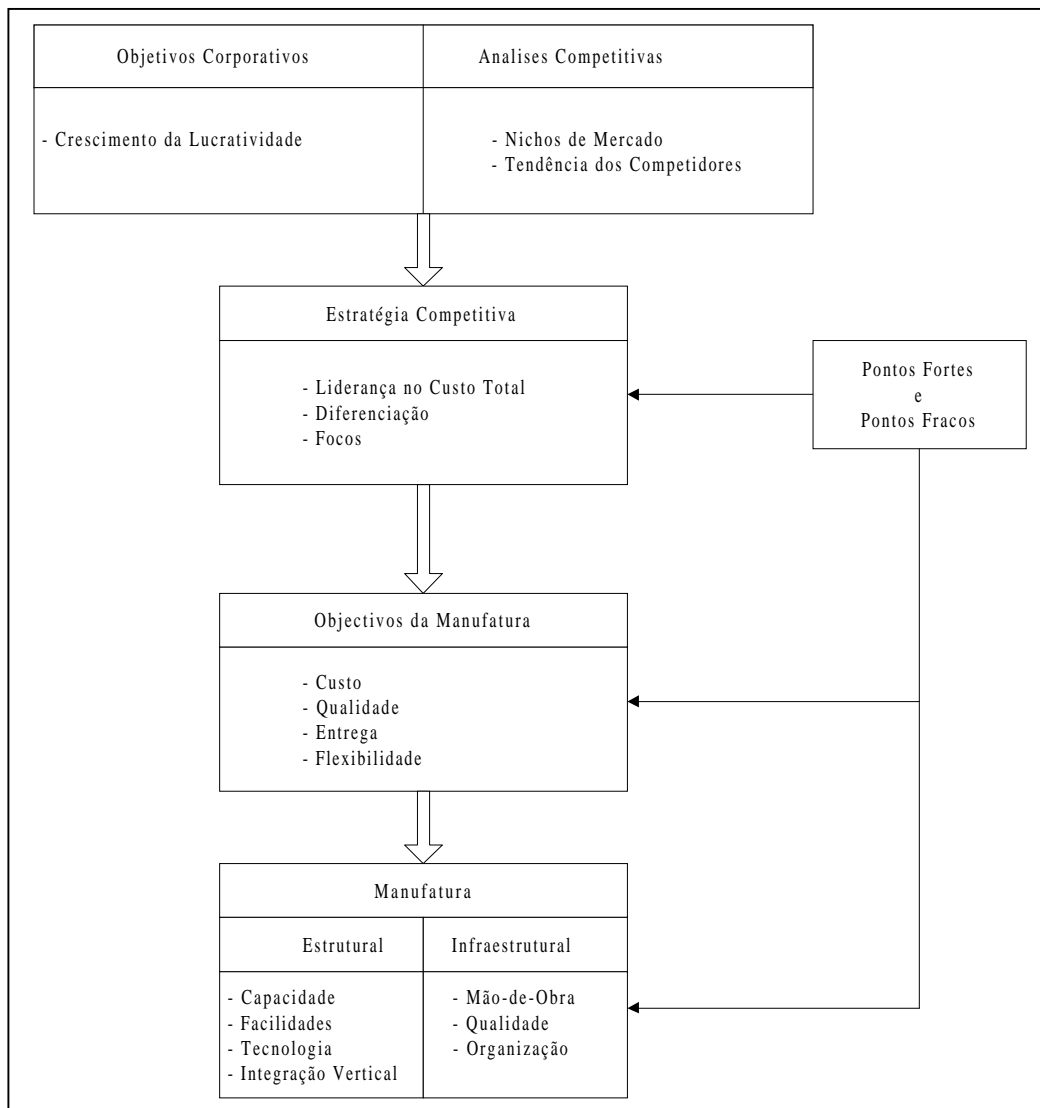 Objetivos Corporativos
Analises Competitivas
- Crescimento da Lucratividade
- Nichos de Mercado
- Tendência dos Competidores
Estratégia Competitiva
- Liderança no Custo Total
- Diferenciação
- Focos
Pontos Fortes
e
Pontos Fracos
Objectivos da Manufatura
- Custo
- Qualidade
- Entrega
- Flexibilidade
Manufatura
Estrutural
Infraestrutural
- Capacidade
- Facilidades
- Tecnologia
- Integração Vertical
- Mão-de-Obra
- Qualidade
- Organização